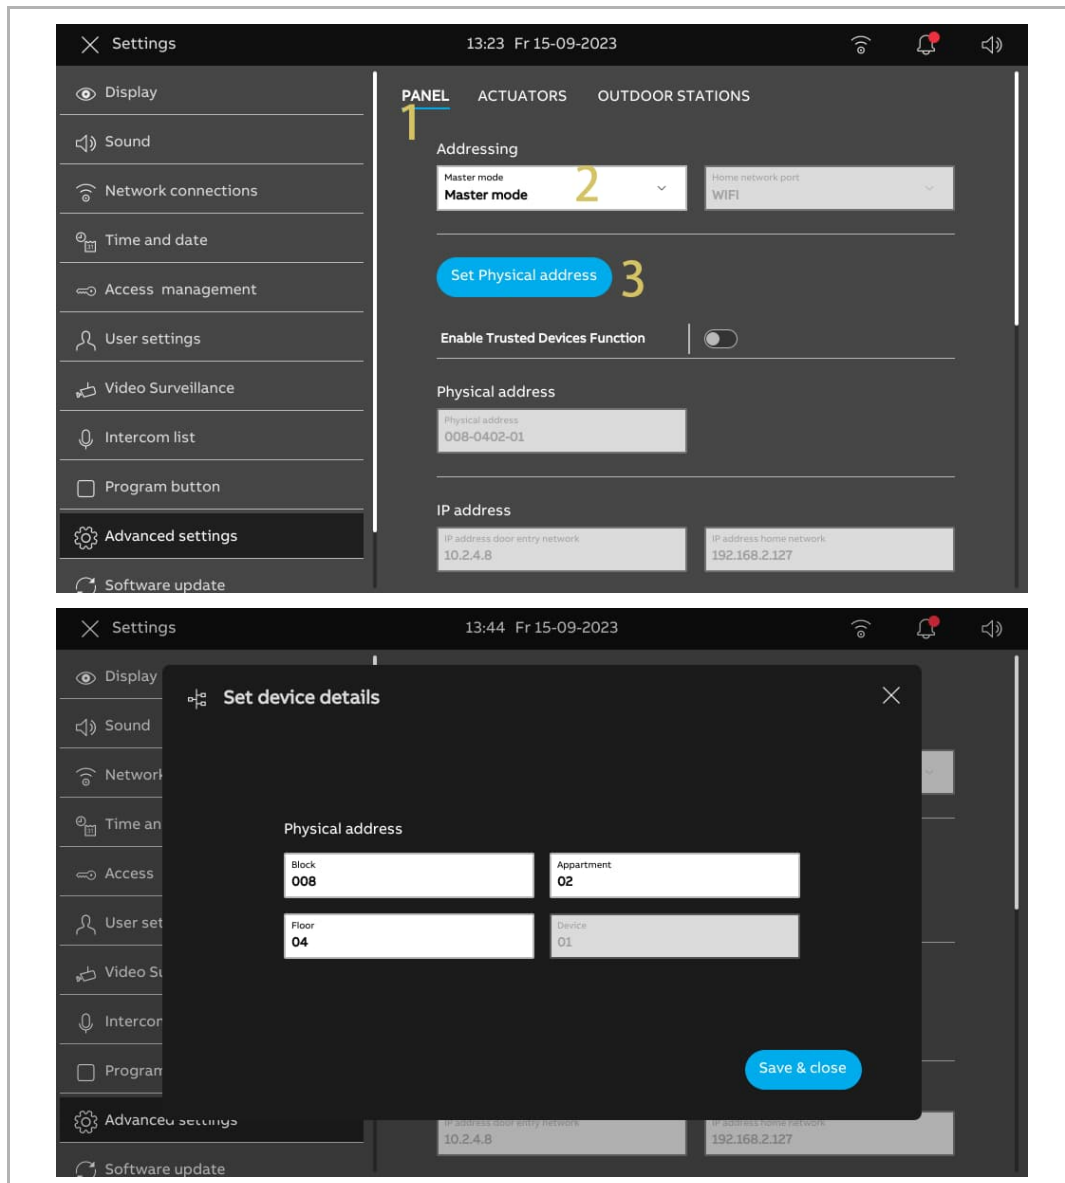 Settings
13:23 Fr 15-09-2023
Display
Sound
Network connections
Time and date
Access management
User settings
Video Surveillance
Intercom list
Program button
Advanced settings
Software update
PANEL ACTUATORS OUTDOOR STATIONS
1
Addressing
Master mode
Master mode
2
Home network port
WIFI
Set Physical address
3
Enable Trusted Devices Function
Physical address
Physical address
008-0402-01
IP address
IP address door entry network
10.2.4.8
IP address home network
192.168.2.127
Settings
13:44 Fr 15-09-2023
Display
Sound
Network
Time an
Access
User set
Video Su
Intercom
Program
Advanced settings
Software update
Set device details
Physical address
Block
008
Appartment
02
Floor
04
Device
01
Save & close
IP address door entry network
10.2.4.8
IP address home network
192.168.2.127